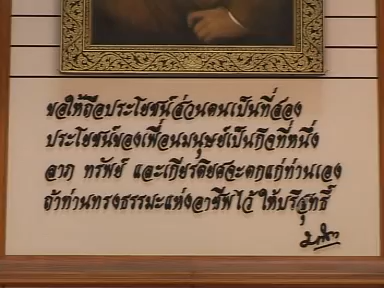 ขอให้ถือประโยชน์ส่วนตนเป็นที่สอง
ประโยชน์ของเพื่อนมนุษย์เป็นกิจที่หนึ่ง
ลาภ ทรัพย์ และเกียรติยศจะตกแก่ท่านเอง
ถ้าท่านทรงธรรมะแห่งอาชีพไว้ ให้บริสุทธิ์